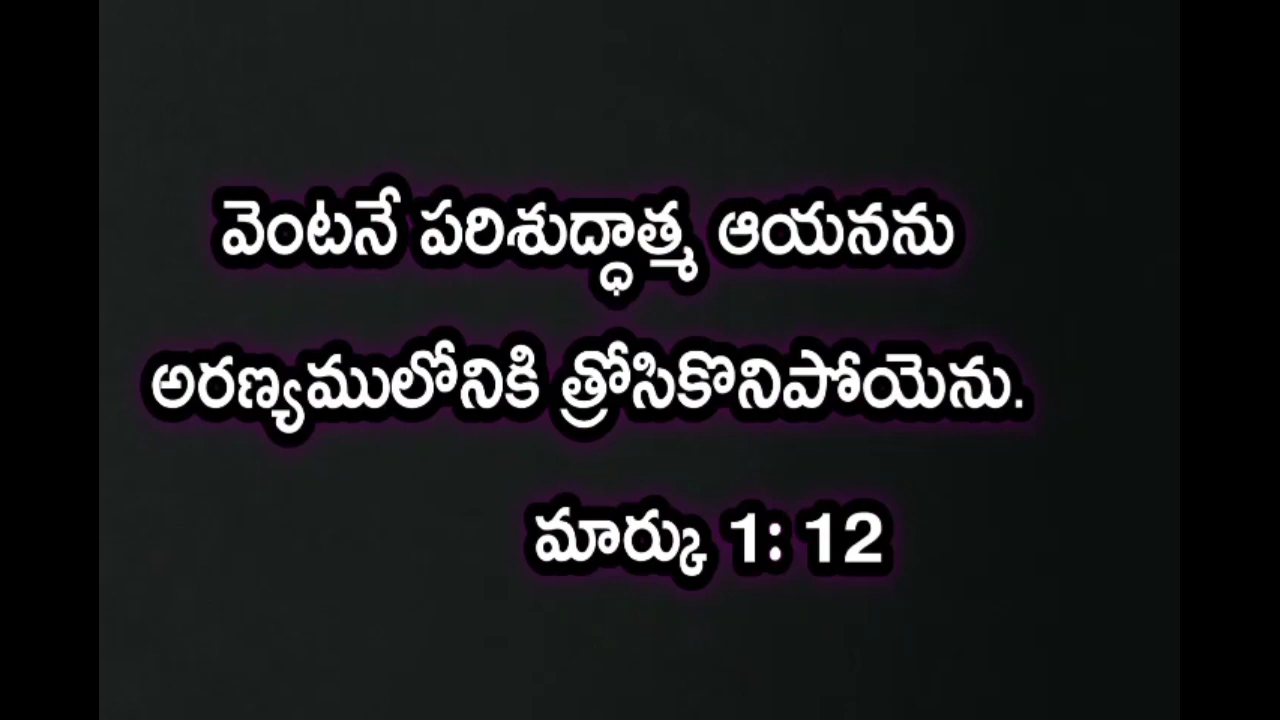 వెంటనే పరిశుద్ధాత్మ ఆయనను
అరణ్యములోనికి త్రోసికొనిపోయెను.
మార్కు 1: 12